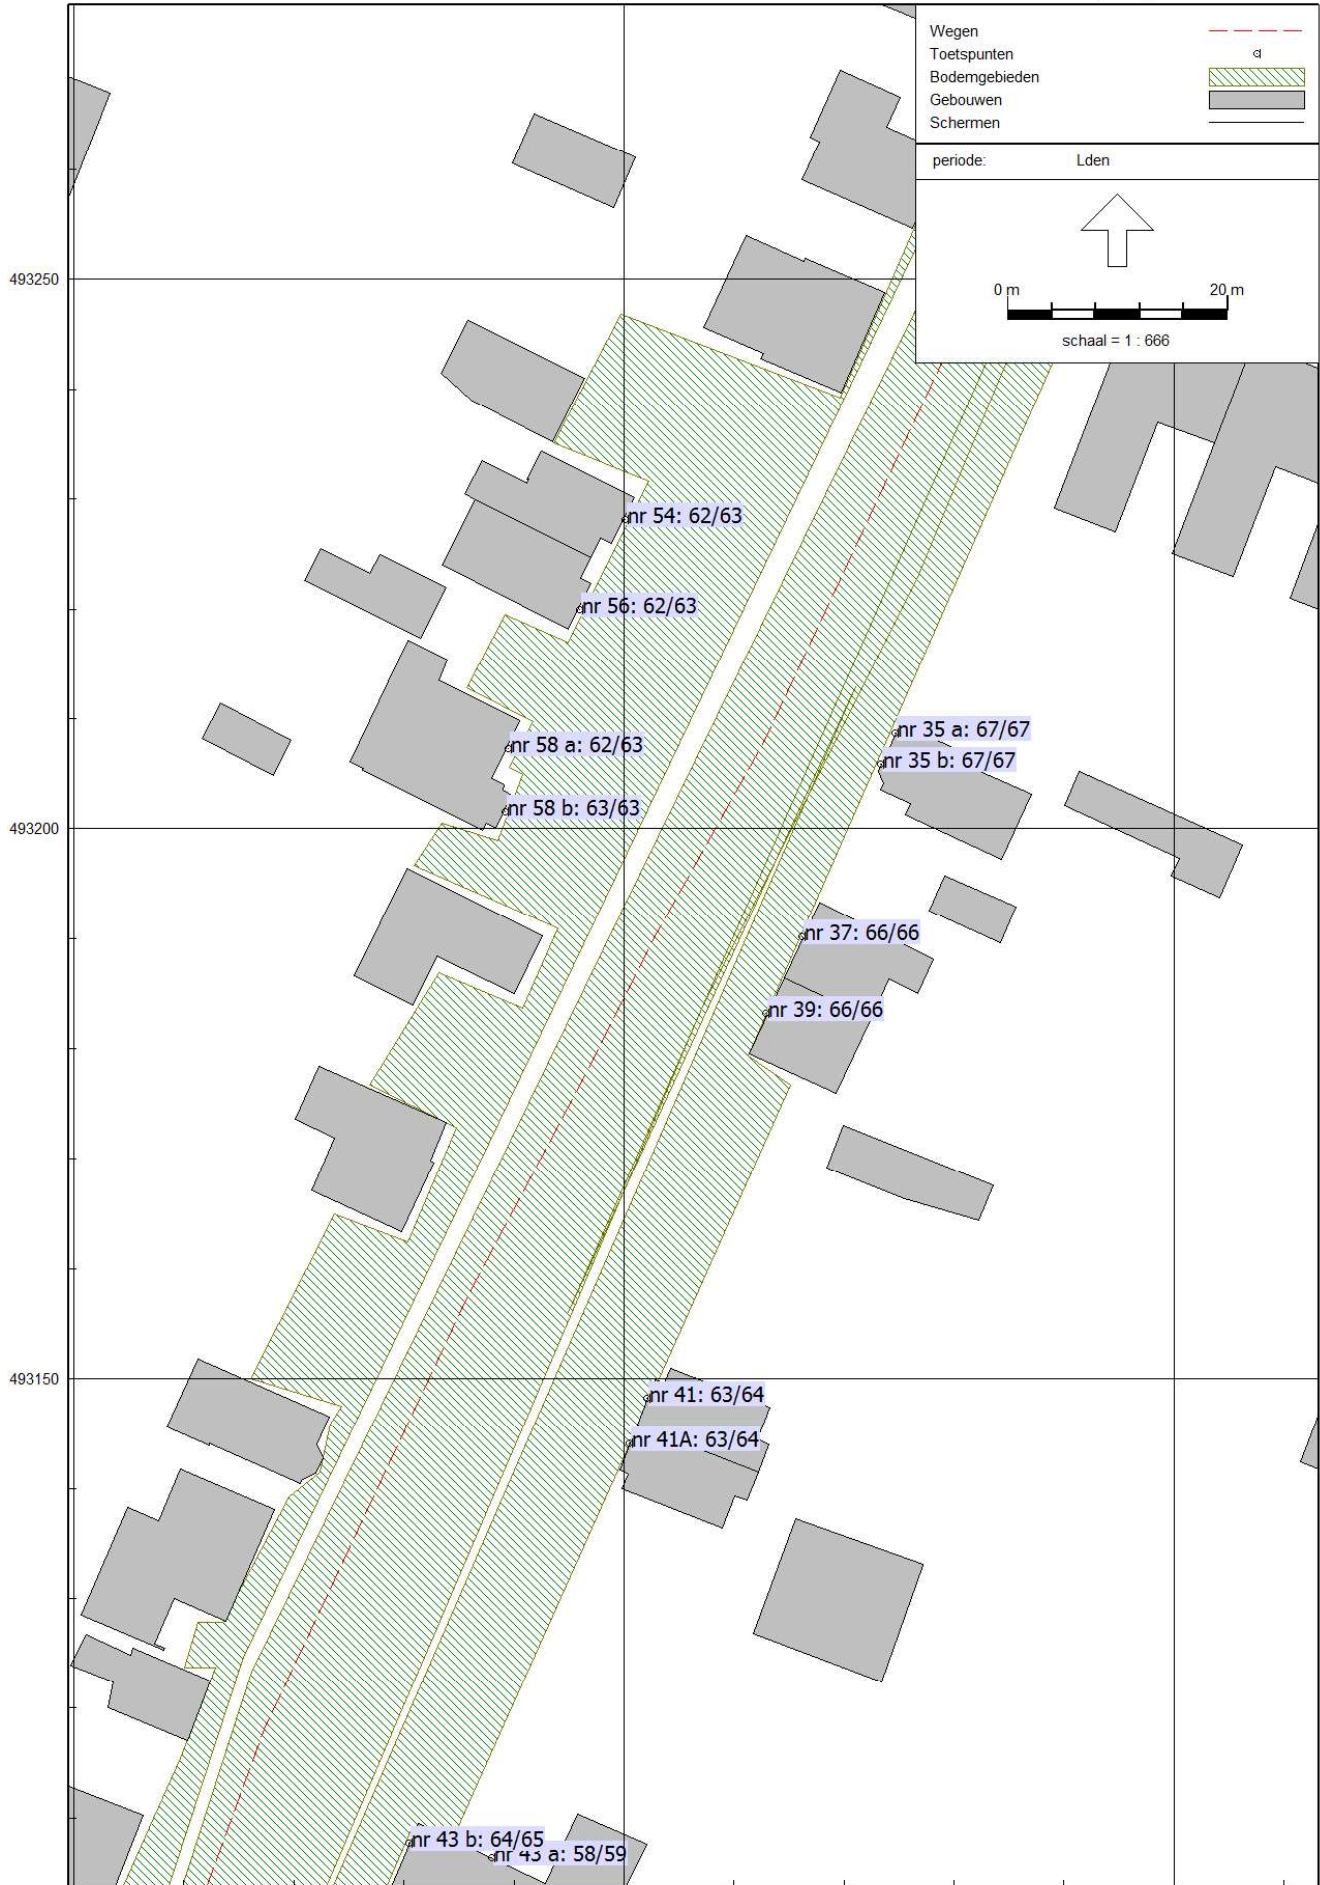 Wegen
Toetspunten
Bodemgebieden
Gebouwen
Schermen
periode: Lden
0 m 20 m
schaal = 1 : 666
493250
nr 54: 62/63
nr 56: 62/63
nr 35 a: 67/67
nr 58 a: 62/63
nr 35 b: 67/67
nr 58 b: 63/63
493200
nr 37: 66/66
nr 39: 66/66
493150
nr 41: 63/64
nr 41A: 63/64
nr 43 b: 64/65
nr 43 a: 58/59